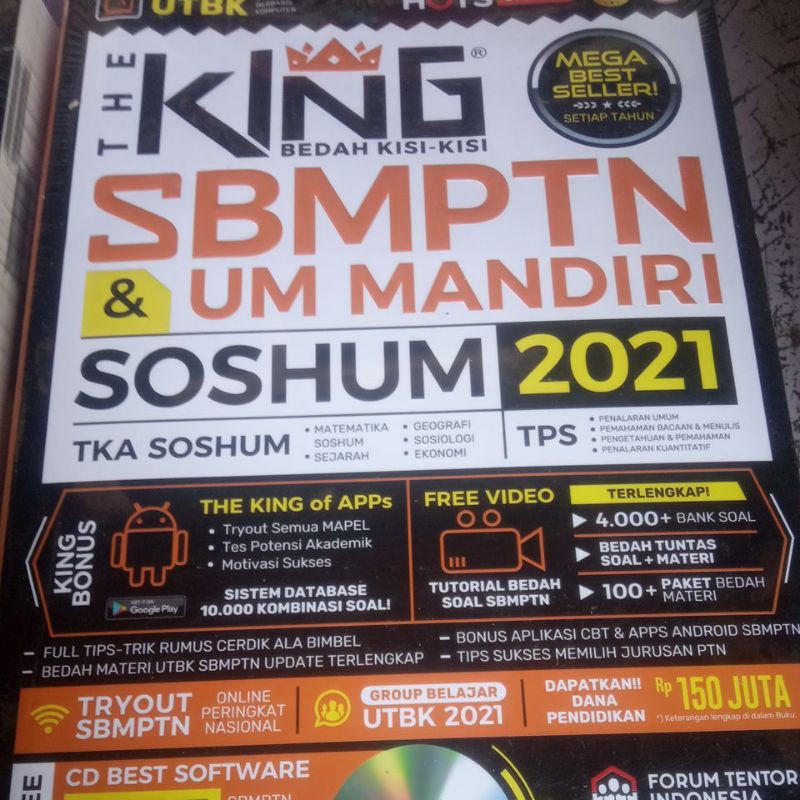 UTBK BERBASIS KOMPUTER
HOTS
THE KING®
BEDAH KISI-KISI
MEGA
BEST
SELLER!
SETIAP TAHUN
SBMPTN
& UM MANDIRI
SOSHUM 2021
TKA SOSHUM
• MATEMATIKA SOSHUM
• SEJARAH
• GEOGRAFI
• SOSIOLOGI
• EKONOMI
TPS
• PENALARAN UMUM
• PEMAHAMAN BACAAN & MENULIS
• PENGETAHUAN & PEMAHAMAN
• PENALARAN KUANTITATIF
KING BONUS
THE KING of APPs
• Tryout Semua MAPEL
• Tes Potensi Akademik
• Motivasi Sukses
GET IT ON
Google Play
SISTEM DATABASE
10.000 KOMBINASI SOAL!
FREE VIDEO
TUTORIAL BEDAH
SOAL SBMPTN
TERLENGKAP!
4.000+ BANK SOAL
BEDAH TUNTAS
SOAL + MATERI
100+ PAKET BEDAH
MATERI
– FULL TIPS-TRIK RUMUS CERDIK ALA BIMBEL
– BEDAH MATERI UTBK SBMPTN UPDATE TERLENGKAP
– BONUS APLIKASI CBT & APPS ANDROID SBMPTN
– TIPS SUKSES MEMILIH JURUSAN PTN
TRYOUT
SBMPTN
ONLINE
PERINGKAT
NASIONAL
GROUP BELAJAR
UTBK 2021
DAPATKAN!!
DANA
PENDIDIKAN
Rp 150 JUTA
*) Keterangan lengkap di dalam Buku.
CD BEST SOFTWARE
SBMPTN
FORUM TENTOR
INDONESIA